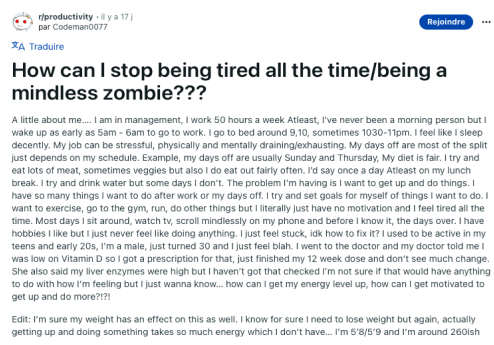 r/productivity • il y a 17 j
par Codeman0077
Rejoindre
Traduire
How can I stop being tired all the time/being a
mindless zombie???
A little about me.... I am in management, I work 50 hours a week Atleast, I've never been a morning person but I
wake up as early as 5am - 6am to go to work. I go to bed around 9,10, sometimes 1030-11pm. I feel like I sleep
decently. My job can be stressful, physically and mentally draining/exhausting. My days off are most of the split
just depends on my schedule. Example, my days off are usually Sunday and Thursday, My diet is fair. I try and
eat lots of meat, sometimes veggies but also I do eat out fairly often. I'd say once a day Atleast on my lunch
break. I try and drink water but some days I don't. The problem I'm having is I want to get up and do things. I
have so many things I want to do after work or my days off. I try and set goals for myself of things I want to do. I
want to exercise, go to the gym, run, do other things but I literally just have no motivation and I feel tired all the
time. Most days I sit around, watch tv, scroll mindlessly on my phone and before I know it, the days over. I have
hobbies I like but I just never feel like doing anything. I just feel stuck, idk how to fix it? I used to be active in my
teens and early 20s, I'm a male, just turned 30 and I just feel blah. I went to the doctor and my doctor told me I
was low on Vitamin D so I got a prescription for that, just finished my 12 week dose and don't see much change.
She also said my liver enzymes were high but I haven't got that checked I'm not sure if that would have anything
to do with how I'm feeling but I just wanna know... how can I get my energy level up, how can I get motivated to
get up and do more?!?!
Edit: I'm sure my weight has an effect on this as well. I know for sure I need to lose weight but again, actually
getting up and doing something takes so much energy which I don't have... I'm 5'8/5'9 and I'm around 260ish